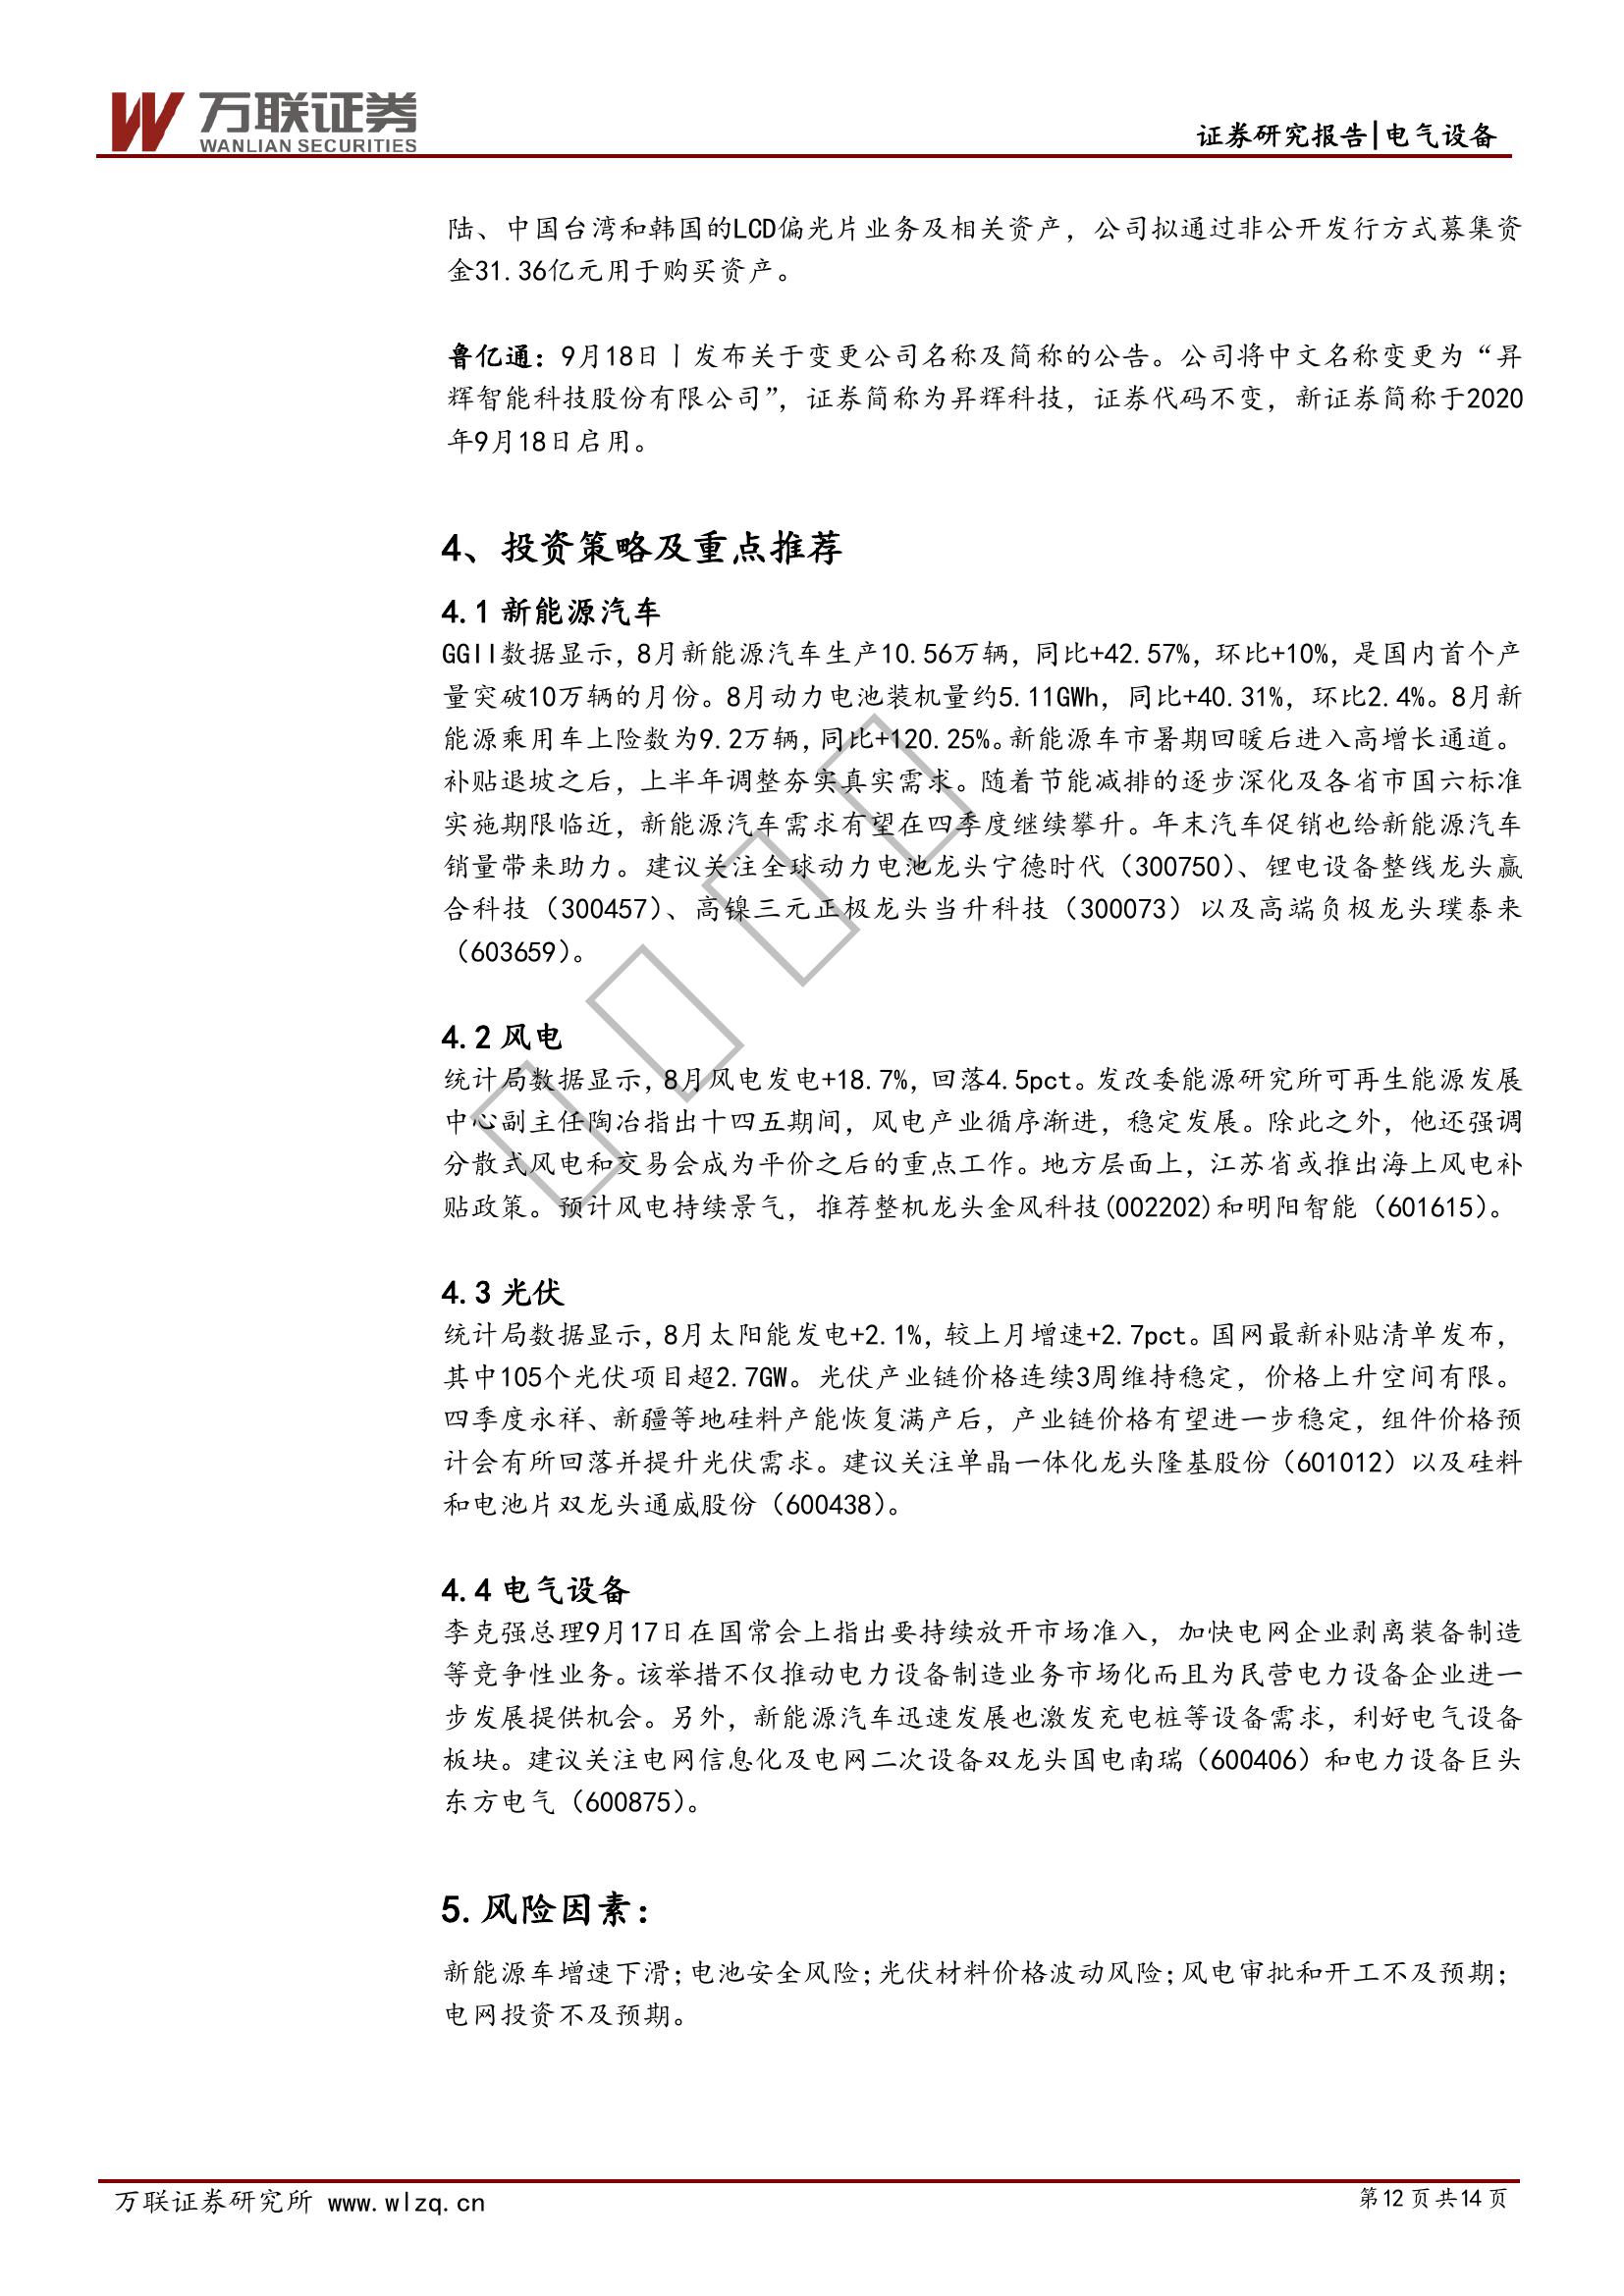 万联证券
WANLIAN SECURITIES
证券研究报告|电气设备
陆、中国台湾和韩国的LCD偏光片业务及相关资产，公司拟通过非公开发行方式募集资
金31.36亿元用于购买资产。
鲁亿通：9月18日丨发布关于变更公司名称及简称的公告。公司将中文名称变更为“昇
辉智能科技股份有限公司”，证券简称为昇辉科技，证券代码不变，新证券简称于2020
年9月18日启用。
4、投资策略及重点推荐
4.1 新能源汽车
GGII数据显示，8月新能源汽车生产10.56万辆，同比+42.57%，环比+10%，是国内首个产
量突破10万辆的月份。8月动力电池装机量约5.11GWh，同比+40.31%，环比2.4%。8月新
能源乘用车上险数为9.2万辆，同比+120.25%。新能源车市暑期回暖后进入高增长通道。
补贴退坡之后，上半年调整夯实真实需求。随着节能减排的逐步深化及各省市国六标准
实施期限临近，新能源汽车需求有望在四季度继续攀升。年末汽车促销也给新能源汽车
销量带来助力。建议关注全球动力电池龙头宁德时代（300750）、锂电设备整线龙头赢
合科技（300457）、高镍三元正极龙头当升科技（300073）以及高端负极龙头璞泰来
（603659）。
4.2 风电
统计局数据显示，8月风电发电+18.7%，回落4.5pct。发改委能源研究所可再生能源发展
中心副主任陶冶指出十四五期间，风电产业循序渐进，稳定发展。除此之外，他还强调
分散式风电和交易会成为平价之后的重点工作。地方层面上，江苏省或推出海上风电补
贴政策。预计风电持续景气，推荐整机龙头金风科技(002202)和明阳智能（601615）。
4.3 光伏
统计局数据显示，8月太阳能发电+2.1%，较上月增速+2.7pct。国网最新补贴清单发布，
其中105个光伏项目超2.7GW。光伏产业链价格连续3周维持稳定，价格上升空间有限。
四季度永祥、新疆等地硅料产能恢复满产后，产业链价格有望进一步稳定，组件价格预
计会有所回落并提升光伏需求。建议关注单晶一体化龙头隆基股份（601012）以及硅料
和电池片双龙头通威股份（600438）。
4.4 电气设备
李克强总理9月17日在国常会上指出要持续放开市场准入，加快电网企业剥离装备制造
等竞争性业务。该举措不仅推动电力设备制造业务市场化而且为民营电力设备企业进一
步发展提供机会。另外，新能源汽车迅速发展也激发充电桩等设备需求，利好电气设备
板块。建议关注电网信息化及电网二次设备双龙头国电南瑞（600406）和电力设备巨头
东方电气（600875）。
5.风险因素：
新能源车增速下滑；电池安全风险；光伏材料价格波动风险；风电审批和开工不及预期；
电网投资不及预期。
万联证券研究所 www.wlzq.cn
第12 页 共14 页